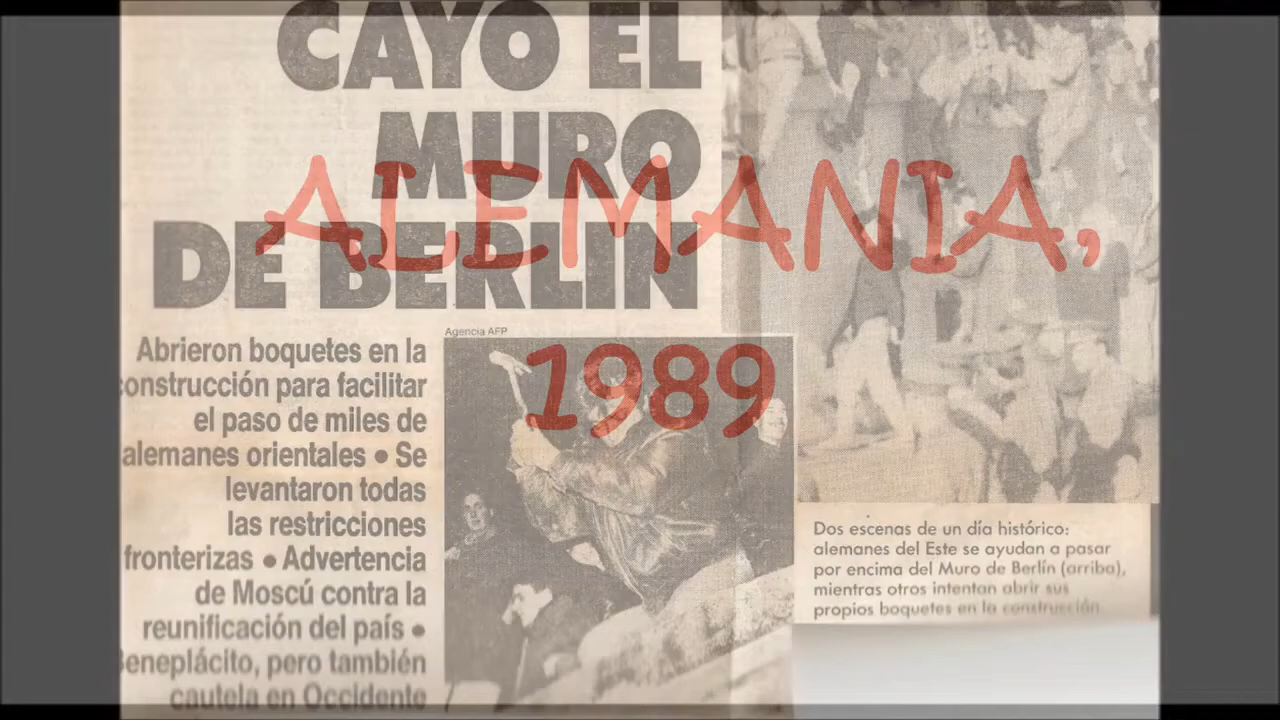 CAYO EL
MURO
DE BERLIN
ALEMANIA,
1989
Abrieron boquetes en la
construcción para facilitar
el paso de miles de
alemanes orientales • Se
levantaron todas
las restricciones
fronterizas • Advertencia
de Moscú contra la
reunificación del país •
Beneplácito, pero también
cautela en Occidente
Agencia AFP
Dos escenas de un día histórico:
alemanes del Este se ayudan a pasar
por encima del Muro de Berlín (arriba),
mientras otros intentan abrir sus
propios boquetes en la construcción.